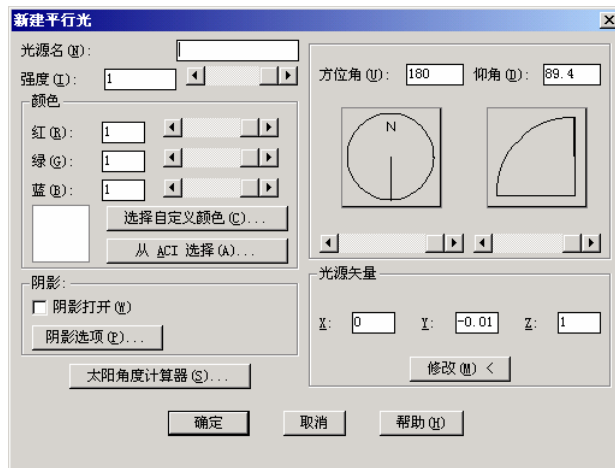 新建平行光
光源名(N):
强度(I): 1
颜色
红(R): 1
绿(G): 1
蓝(B): 1
选择自定义颜色(C)...
从 ACI 选择(A)...
阴影:
阴影打开(W)
阴影选项(P)...
太阳角度计算器(S)...
方位角(U): 180 仰角(D): 89.4
N
光源矢量
X: 0 Y: -0.01 Z: 1
修改(M) <
确定 取消 帮助(H)